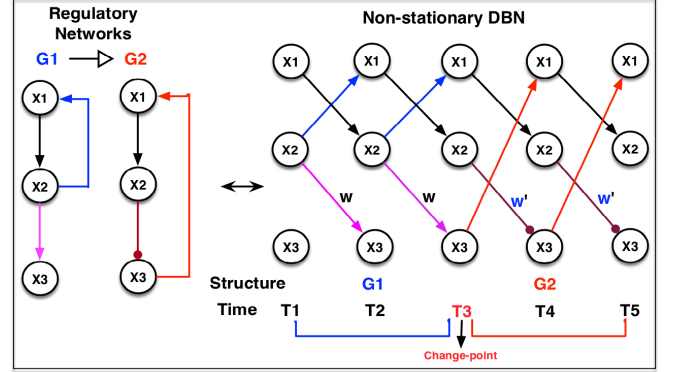 Regulatory
Networks
G1 G2
X1
X2
X3
X1
X2
X3
Non-stationary DBN
X1 X1 X1 X1 X1
X2 X2 X2 X2 X2
w w w' w'
X3 X3 X3 X3 X3
Structure G1 G2
Time T1 T2 T3 T4 T5
Change-point